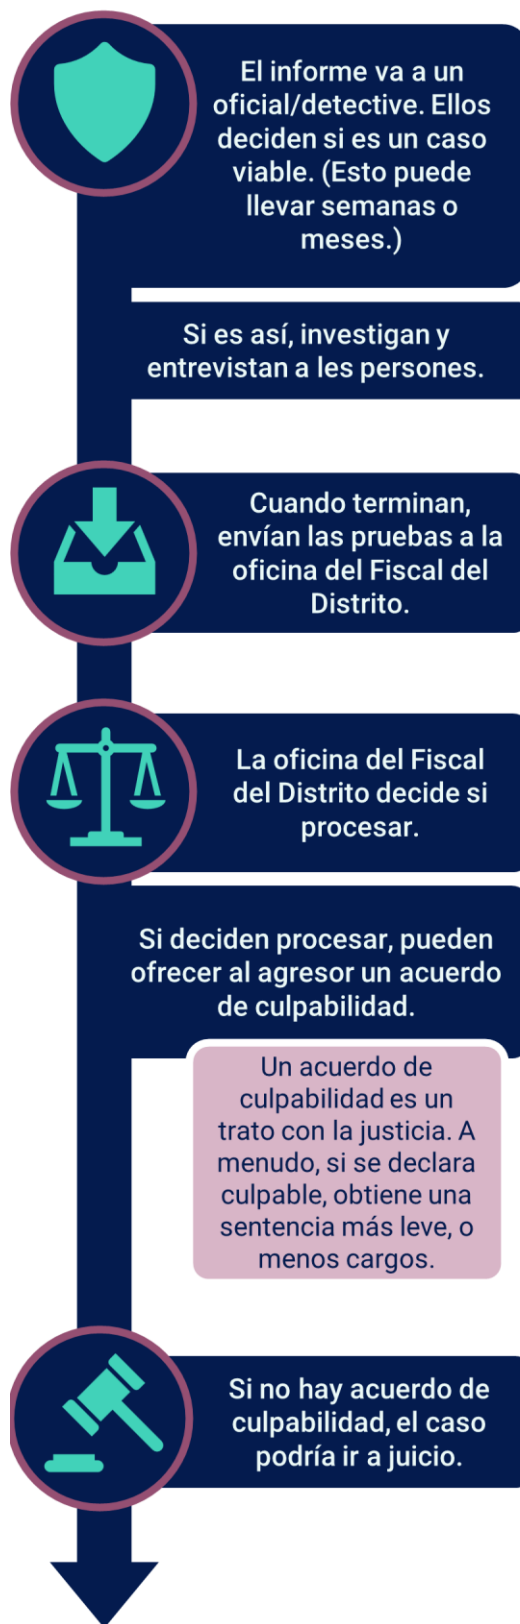 El informe va a un
oficial/detective. Ellos
deciden si es un caso
viable. (Esto puede
llevar semanas o
meses.)
Si es así, investigan y
entrevistan a les persones.
Cuando terminan,
envían las pruebas a la
oficina del Fiscal del
Distrito.
La oficina del Fiscal
del Distrito decide si
procesar.
Si deciden procesar, pueden
ofrecer al agresor un acuerdo
de culpabilidad.
Un acuerdo de
culpabilidad es un
trato con la justicia. A
menudo, si se declara
culpable, obtiene una
sentencia más leve, o
menos cargos.
Si no hay acuerdo de
culpabilidad, el caso
podría ir a juicio.